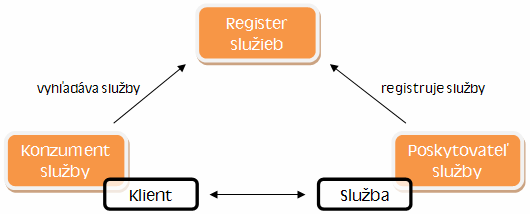 Register
služieb
vyhľadáva služby
registruje služby
Konzument
služby
Poskytovateľ
služby
Klient
Služba